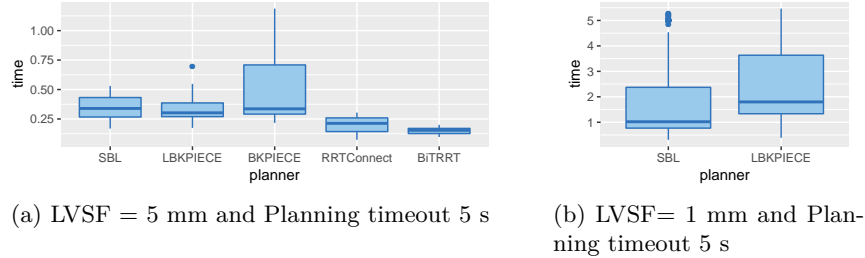 1.00
0.75
0.50
0.25
time
SBL
LBKPIECE
BKPIECE
RRTConnect
BiTRRT
planner
(a) LVSF = 5 mm and Planning timeout 5 s
5
4
3
2
1
time
SBL
LBKPIECE
planner
(b) LVSF= 1 mm and Plan-
ning timeout 5 s